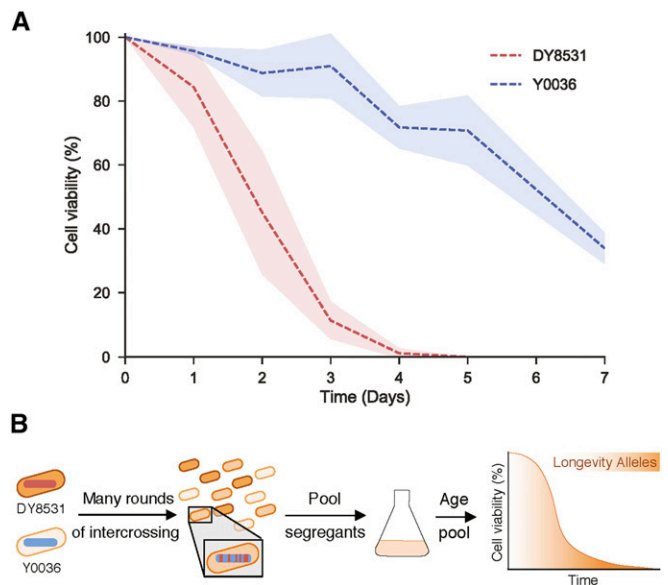 A
100
80
60
40
20
0
Cell viability (%)
0 1 2 3 4 5 6 7
Time (Days)
DY8531
Y0036
B
DY8531
Y0036
Many rounds
of intercrossing
Pool
segregants
Age
pool
Cell viability (%)
Longevity Alleles
Time